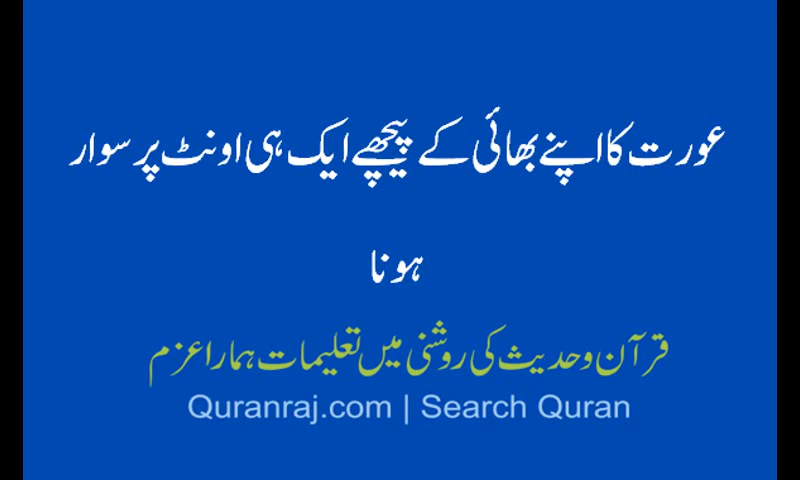 عورت کا اپنے بھائی کے پیچھے ایک ہی اونٹ پر سوار
ہونا
قرآن و حدیث کی روشنی میں تعلیمات ہمارا عزم
Quranraj.com | Search Quran